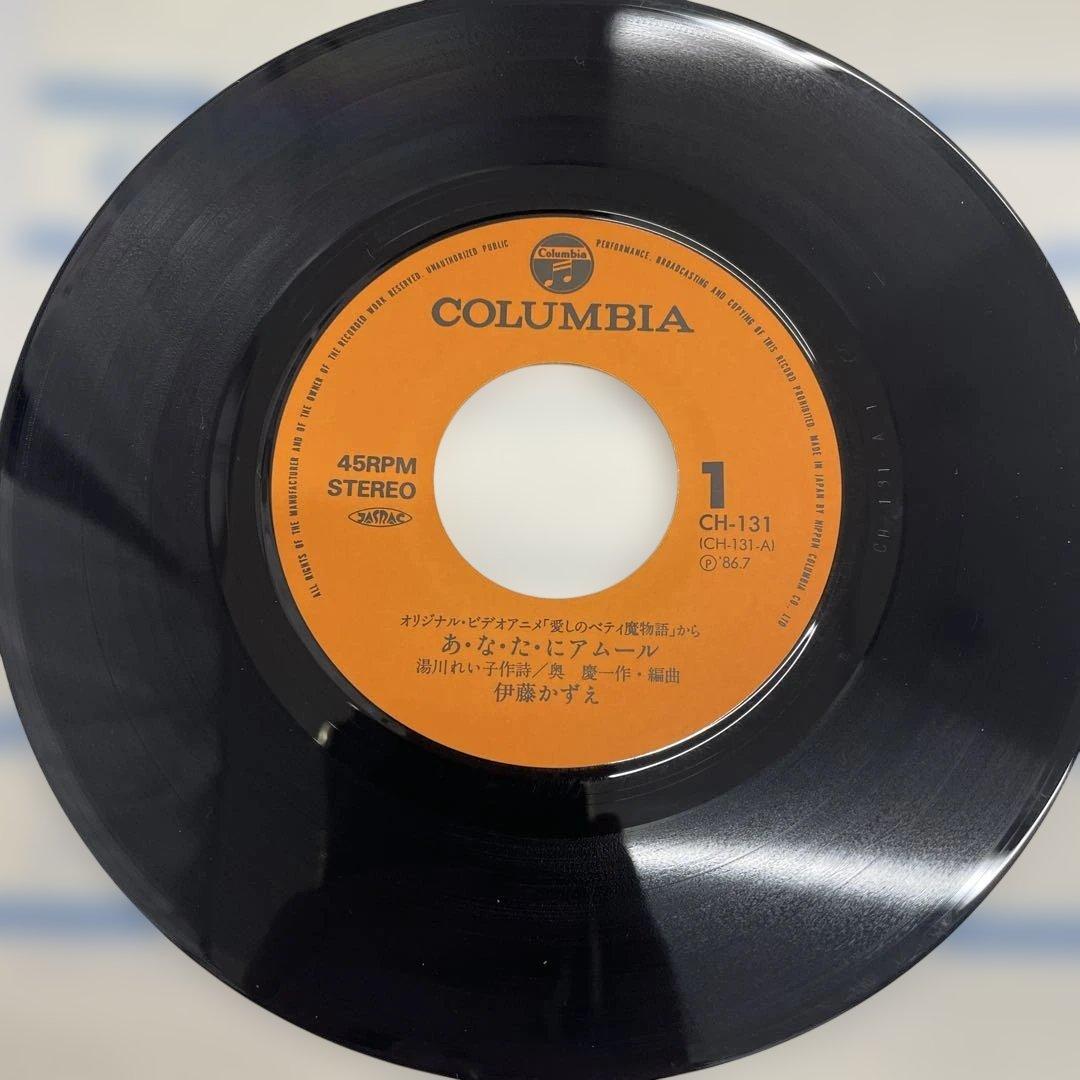 ALL RIGHTS OF THE MANUFACTURER AND OF THE OWNER OF THE RECORDED WORK RESERVED. UNAUTHORIZED PUBLIC PERFORMANCE, BROADCASTING AND COPYING OF THIS RECORD PROHIBITED. MADE IN JAPAN BY NIPPON COLUMBIA CO., LTD
Columbia
COLUMBIA
45RPM
STEREO
JASRAC
1
CH-131
(CH-131-A)
Ⓟ'86.7
CH 131 A 1
オリジナル・ビデオアニメ「愛しのベティ魔物語」から
あ・な・た・にアムール
湯川れい子作詩/奥 慶一作・編曲
伊藤かずえ